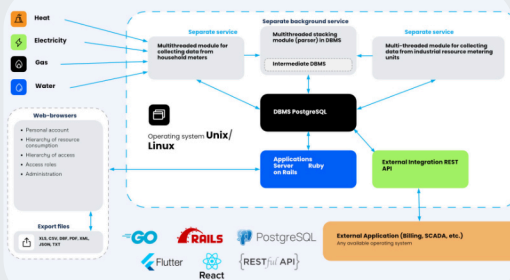 Heat
Electricity
Gas
Water
Separate service
Multithreaded module for
collecting data from
household meters
Separate background service
Multithreaded stacking
module (parser) in DBMS
Intermediate DBMS
Separate service
Multi-threaded module for collecting
data from industrial resource metering
units
DBMS PostgreSQL
Operating system Unix/
Linux
Applications
Server Ruby
on Rails
External Integration REST
API
Web-browsers
• Personal account
• Hierarchy of resource
consumption
• Hierarchy of access
• Access roles
• Administration
Export files
XLS, CSV, DBF, PDF, XML,
JSON, TXT
GO
RAILS
PostgreSQL
Flutter
React
{RESTful API}
External Application (Billing, SCADA, etc.)
Any available operating system